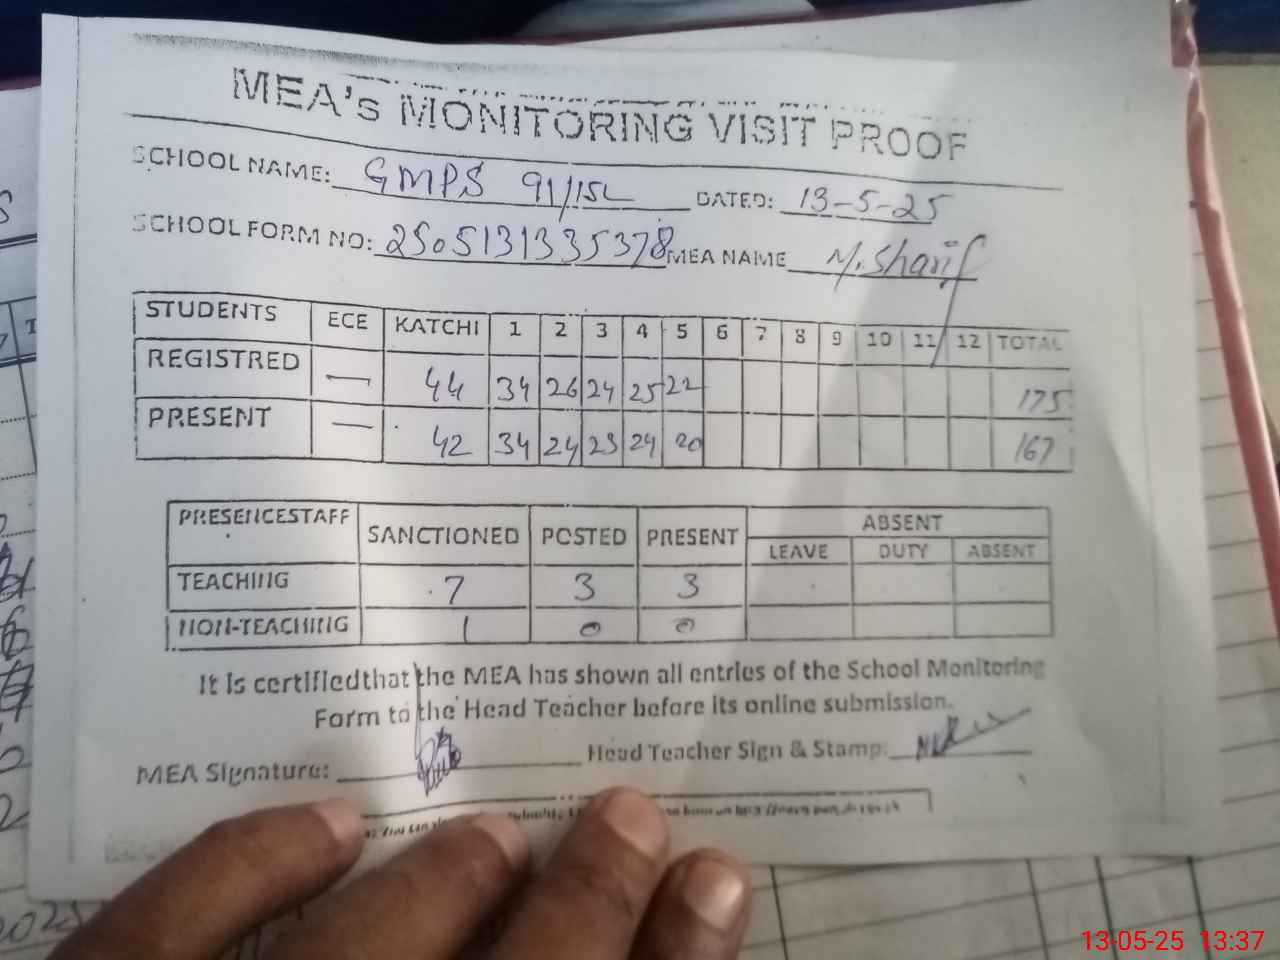 MEA's MONITORING VISIT PROOF
SCHOOL NAME: GMPS 91/15L DATED: 13-5-25
SCHOOL FORM NO: 2505131335378 MEA NAME M. Sharif
STUDENTS ECE KATCHI 1 2 3 4 5 6 7 8 9 10 11 12 TOTAL
REGISTRED — 44 34 26 24 25 22 175
PRESENT — 42 34 24 23 24 20 167
PRESENCESTAFF SANCTIONED POSTED PRESENT ABSENT
LEAVE DUTY ABSENT
TEACHING 7 3 3
NON-TEACHING 1 0 0
It is certifiedthat the MEA has shown all entries of the School Monitoring
Form to the Head Teacher before its online submission.
MEA Signature: Head Teacher Sign & Stamp:
13-05-25 13:37